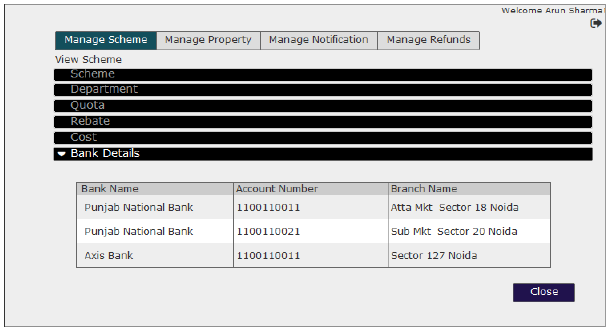 Welcome Arun Sharma!
Manage Scheme Manage Property Manage Notification Manage Refunds
View Scheme
Scheme
Department
Quota
Rebate
Cost
Bank Details
Bank Name Account Number Branch Name
Punjab National Bank 1100110011 Atta Mkt Sector 18 Noida
Punjab National Bank 1100110021 Sub Mkt Sector 20 Noida
Axis Bank 1100110011 Sector 127 Noida
Close